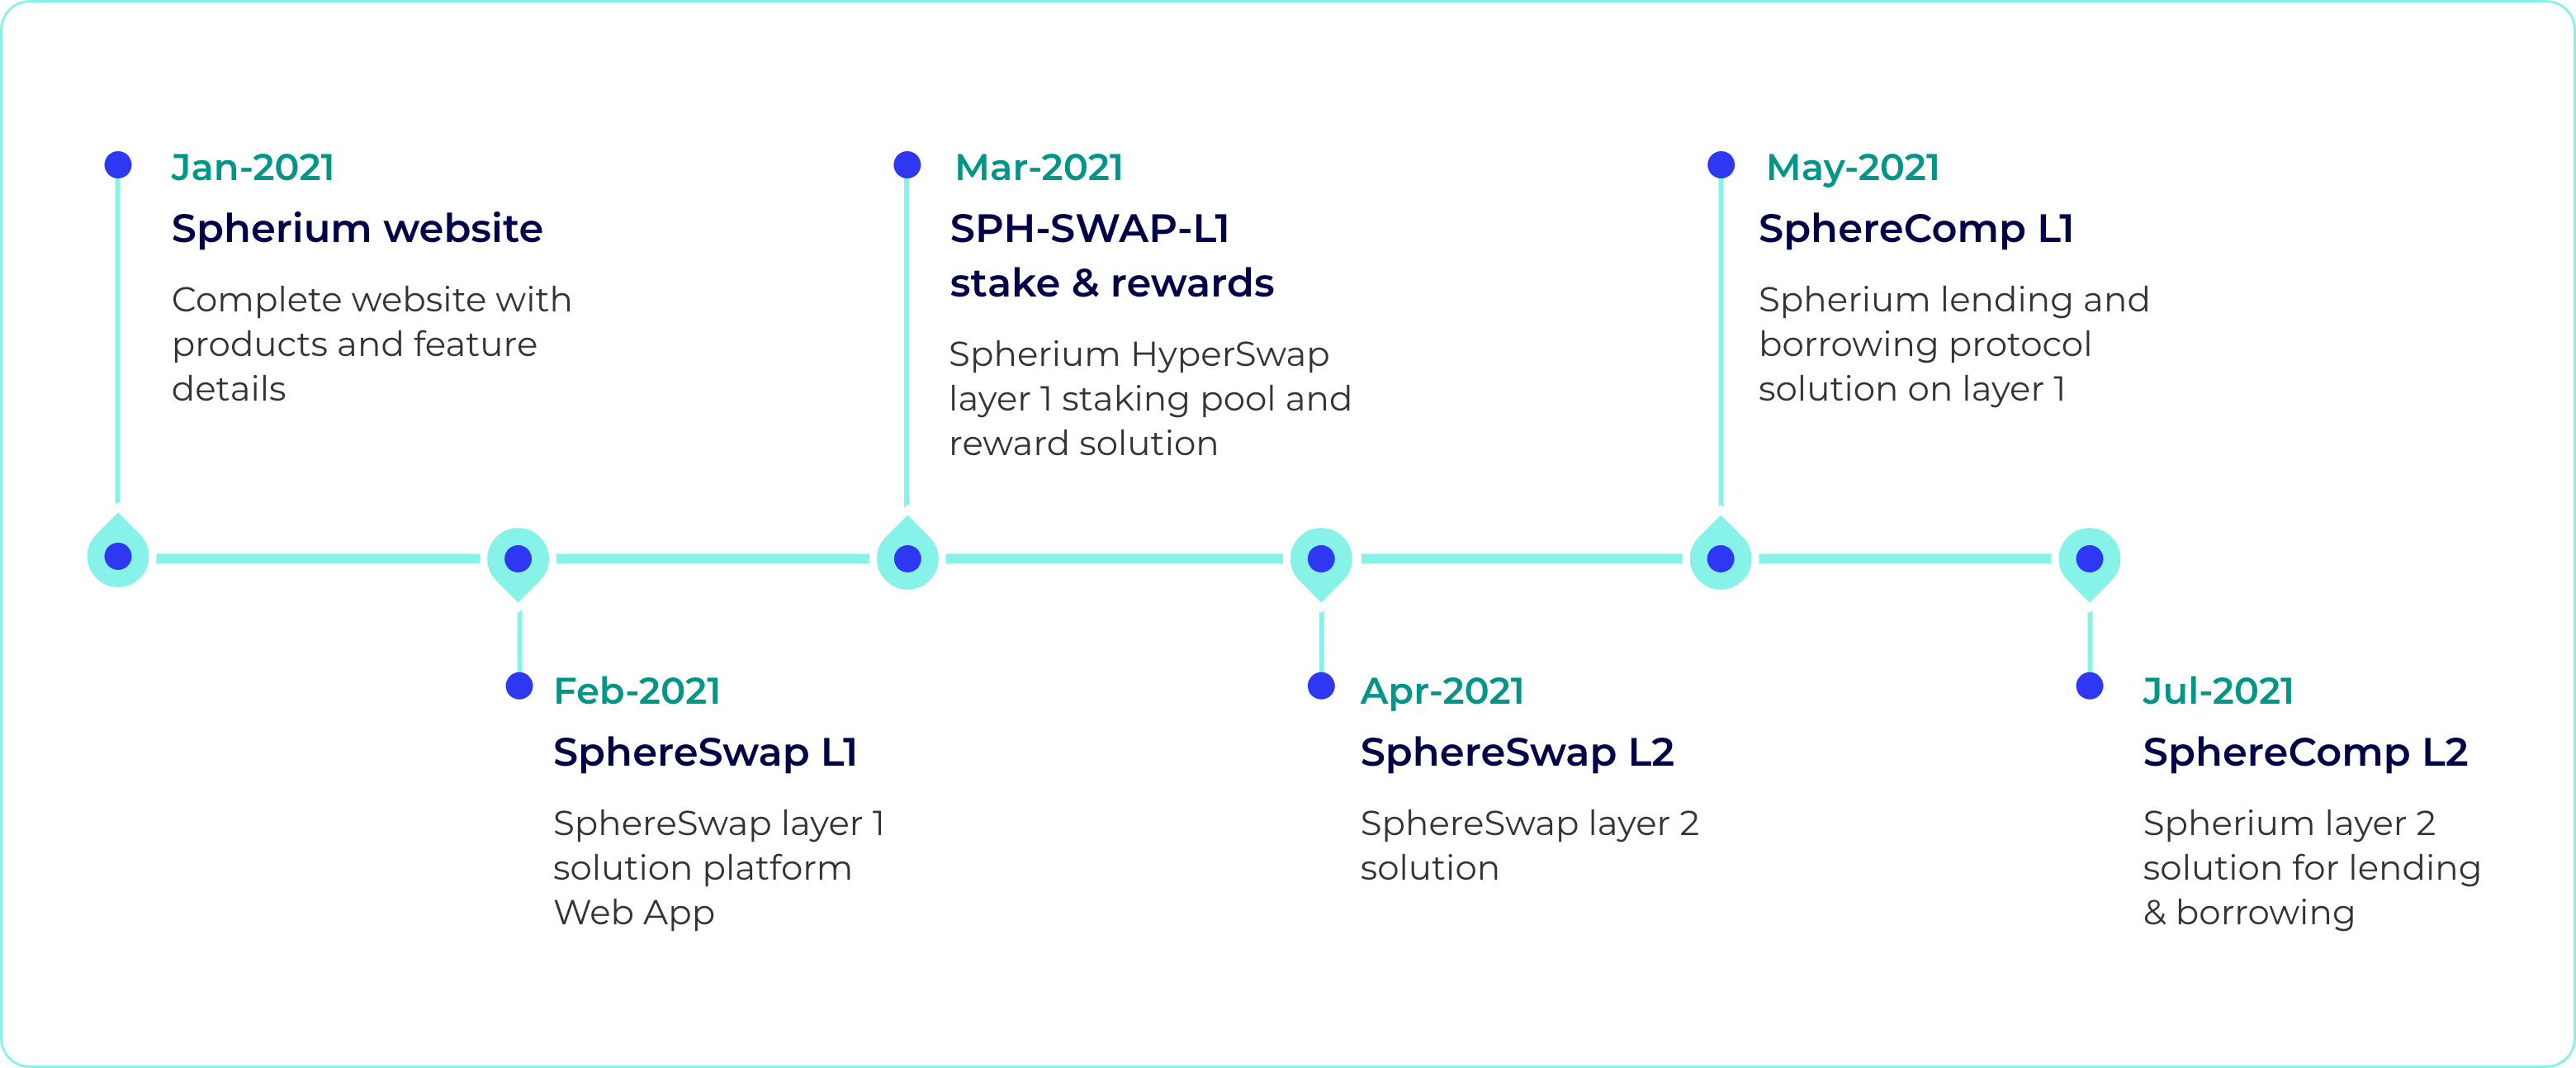 Jan-2021
Spherium website
Complete website with
products and feature
details
Feb-2021
SphereSwap L1
SphereSwap layer 1
solution platform
Web App
Mar-2021
SPH-SWAP-L1
stake & rewards
Spherium HyperSwap
layer 1 staking pool and
reward solution
Apr-2021
SphereSwap L2
SphereSwap layer 2
solution
May-2021
SphereComp L1
Spherium lending and
borrowing protocol
solution on layer 1
Jul-2021
SphereComp L2
Spherium layer 2
solution for lending
& borrowing